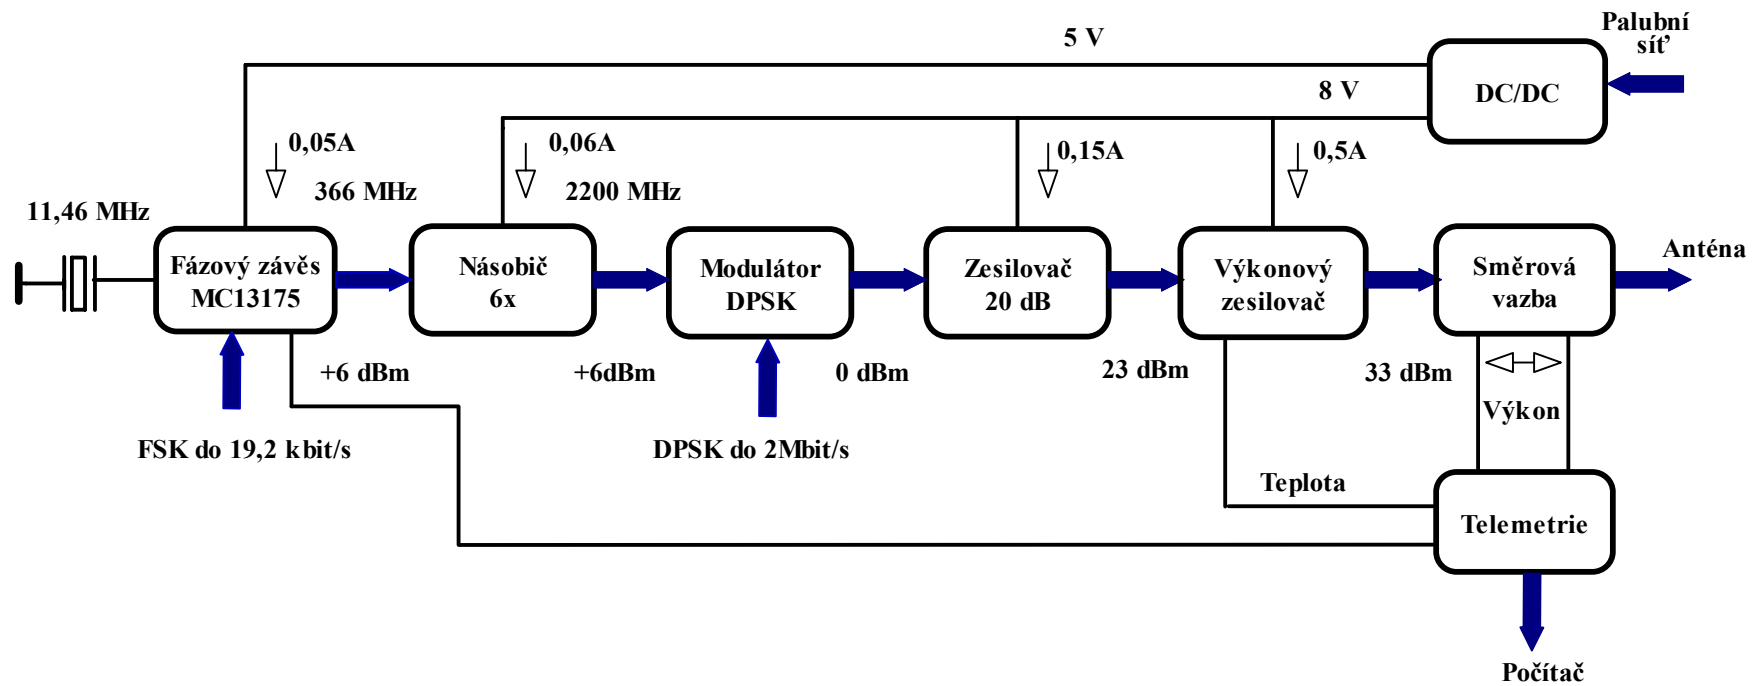 Palubní
síť
5 V
8 V
DC/DC
0,05A
0,06A
0,15A
0,5A
366 MHz
2200 MHz
11,46 MHz
Fázový závěs
MC13175
Násobič
6x
Modulátor
DPSK
Zesilovač
20 dB
Výkonový
zesilovač
Směrová
vazba
Anténa
+6 dBm
+6dBm
0 dBm
23 dBm
33 dBm
Výkon
FSK do 19,2 kbit/s
DPSK do 2Mbit/s
Teplota
Telemetrie
Počítač